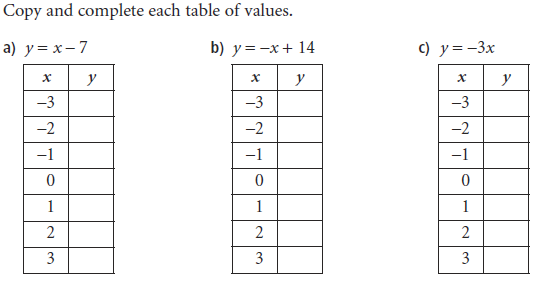 Copy and complete each table of values.
a) y = x – 7 b) y = –x + 14 c) y = –3x
x y x y x y
–3 –3 –3
–2 –2 –2
–1 –1 –1
0 0 0
1 1 1
2 2 2
3 3 3